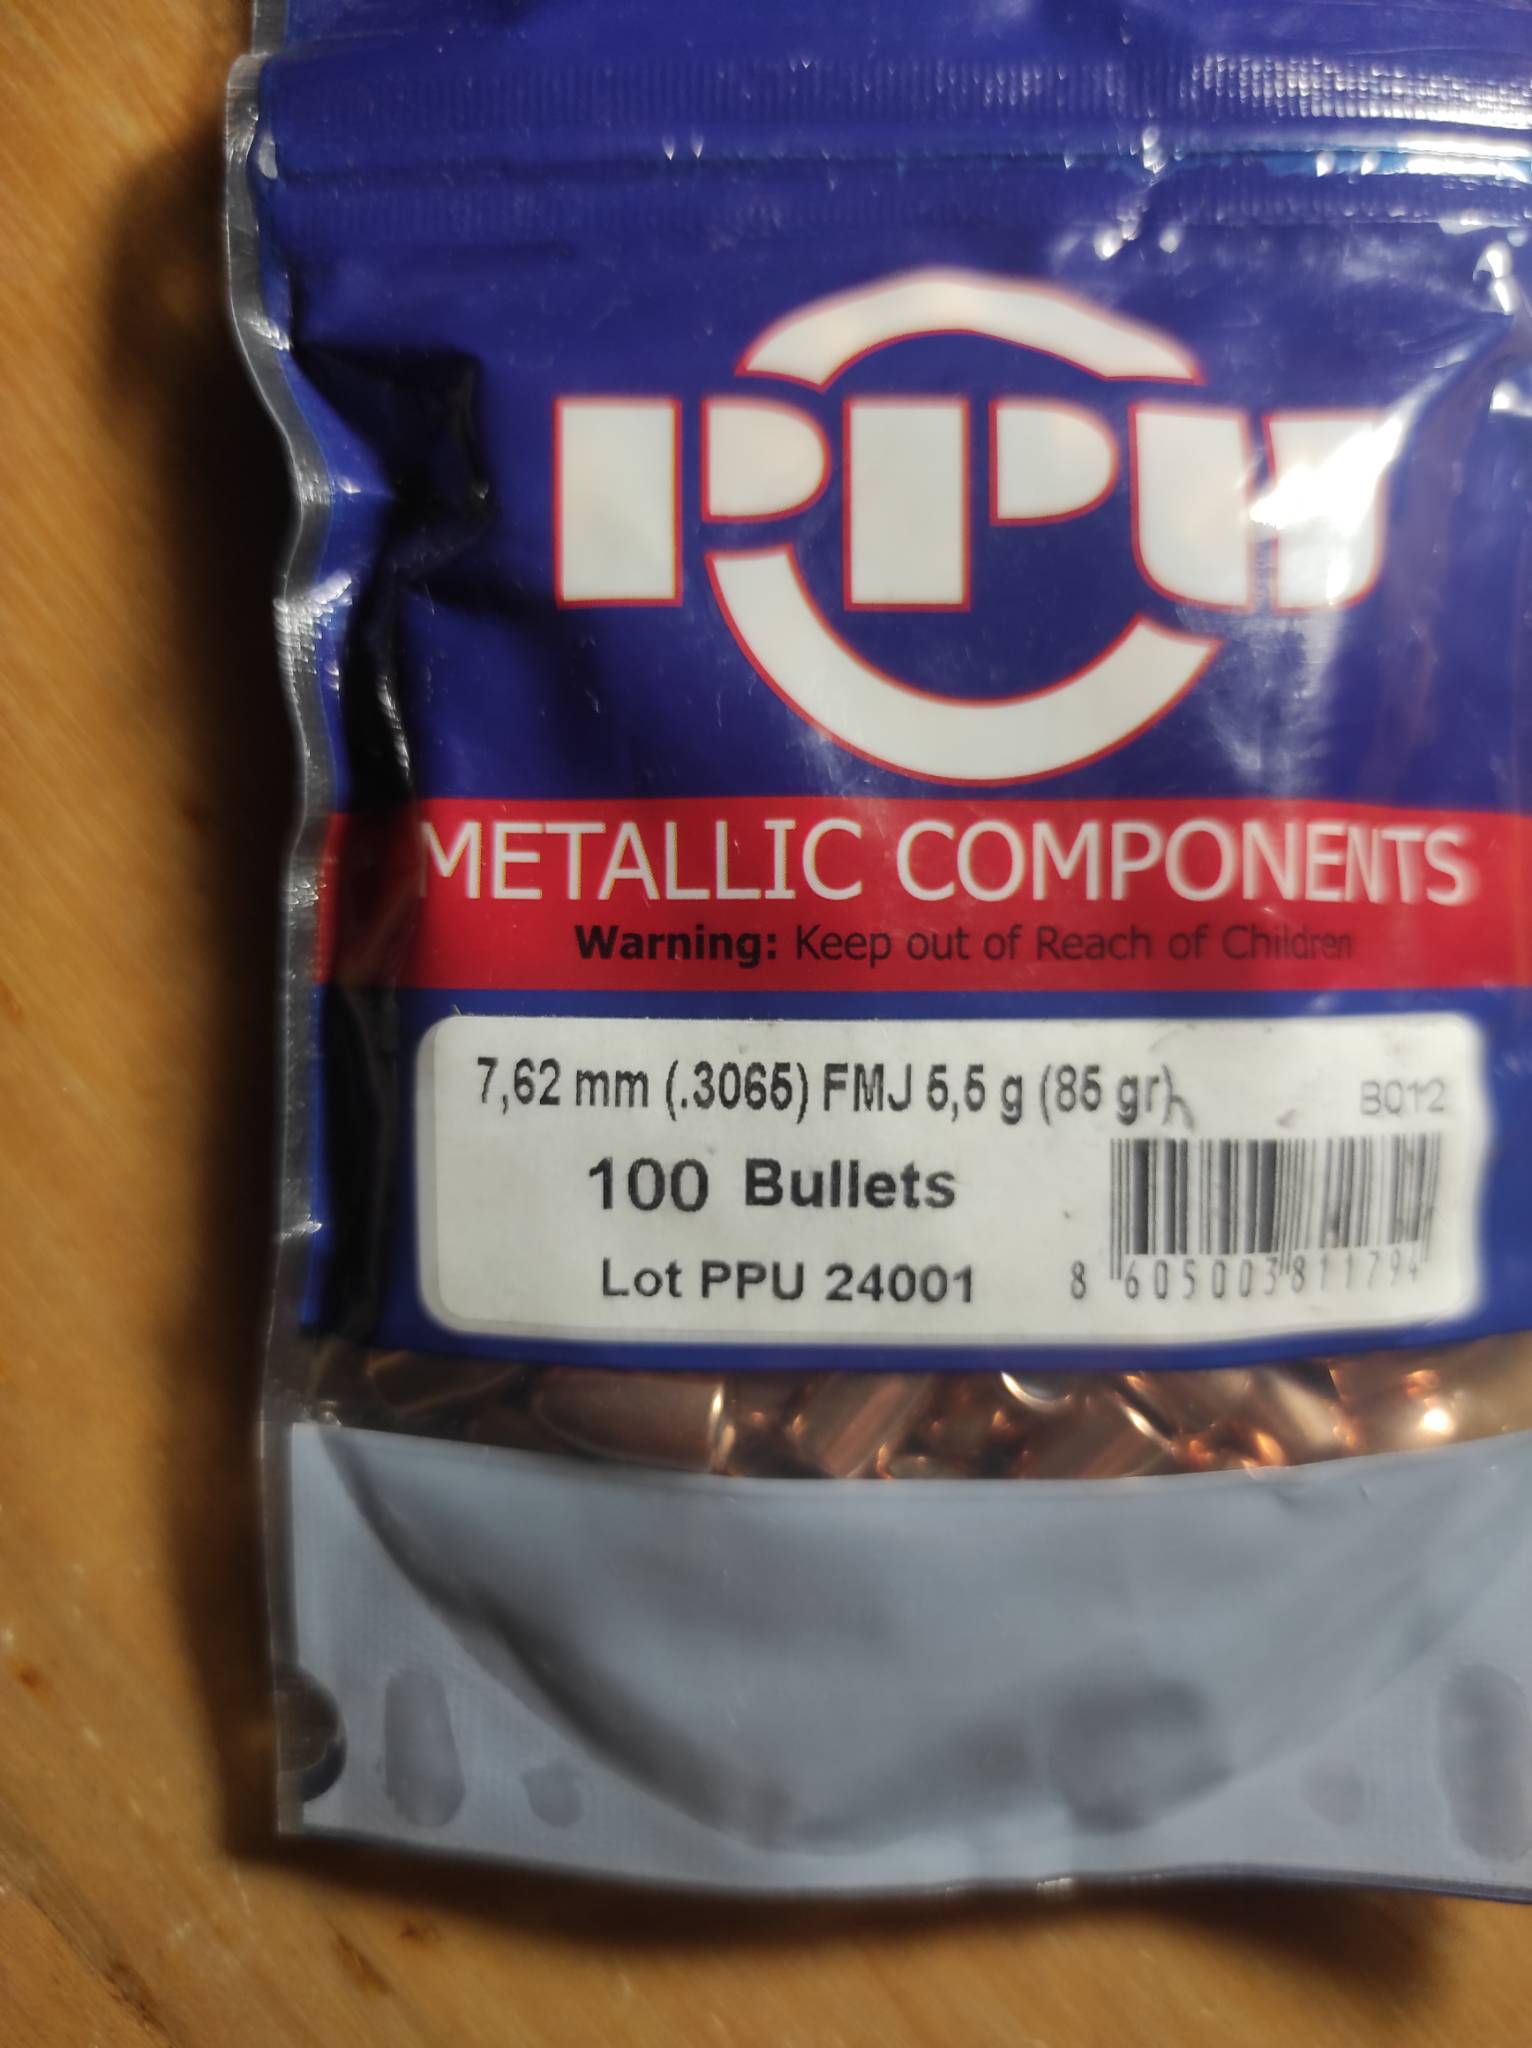 PPU
METALLIC COMPONENTS
Warning: Keep out of Reach of Children
7,62 mm (.3065) FMJ 5,5 g (85 gr)
B012
100 Bullets
Lot PPU 24001
8 605003 811794